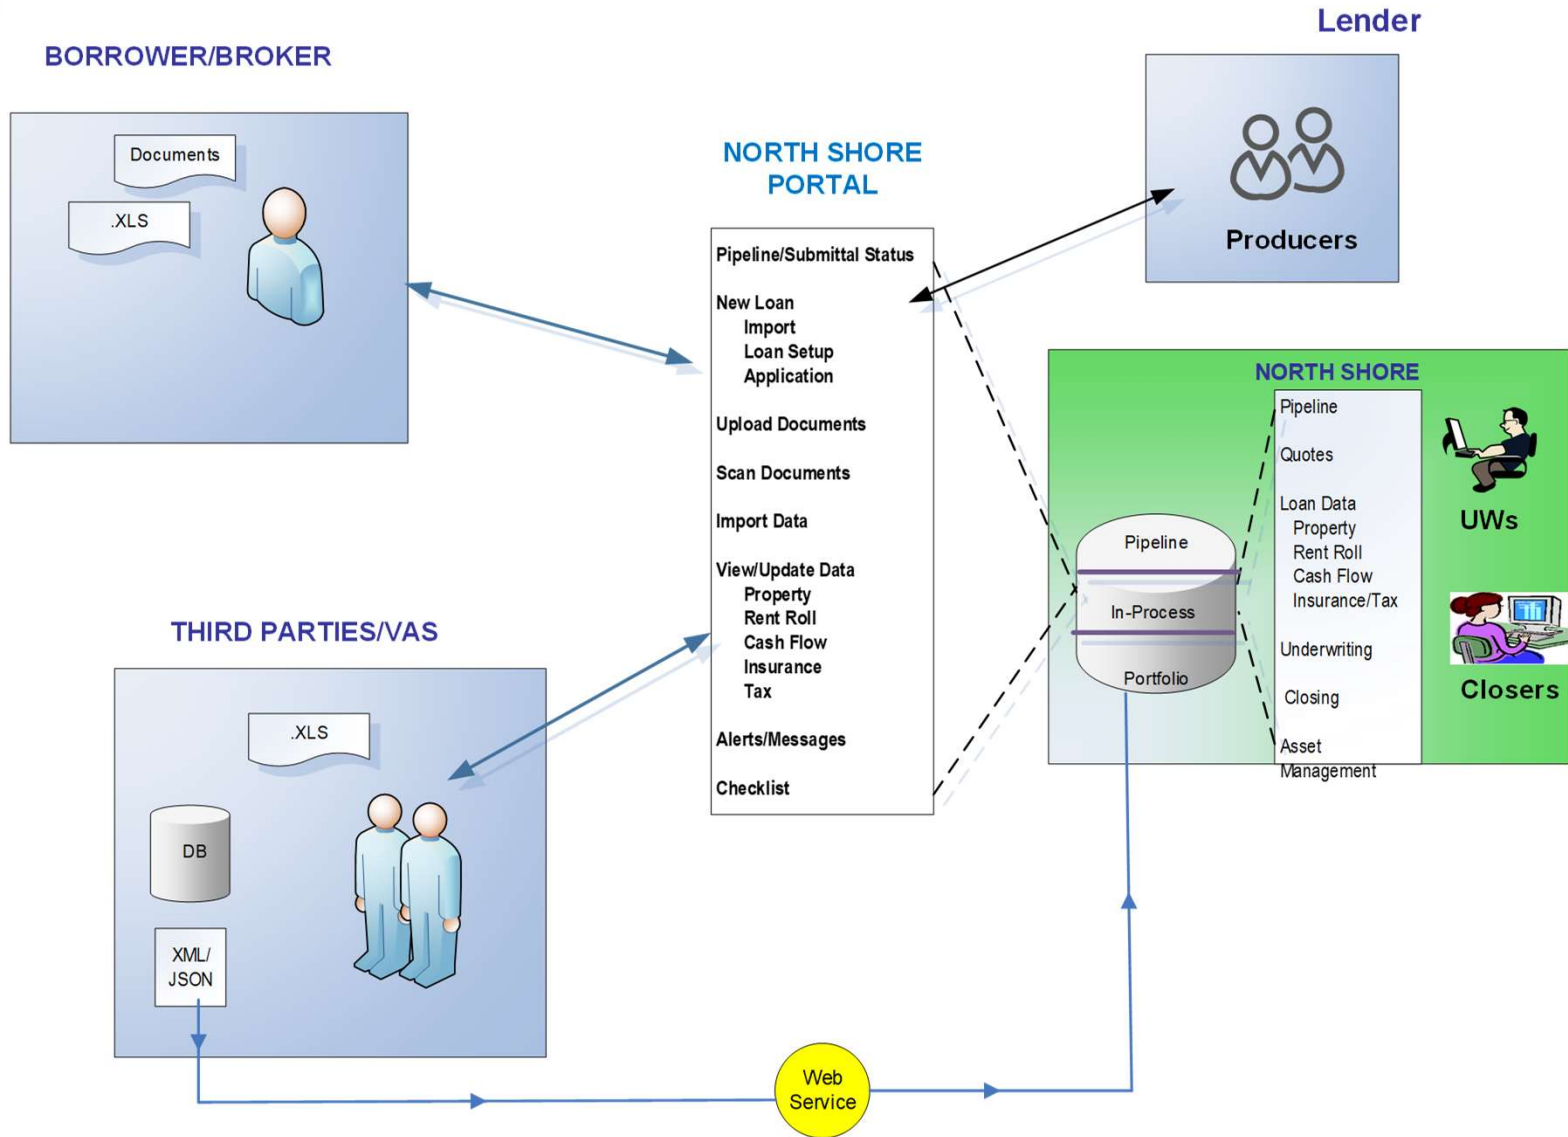 Lender
BORROWER/BROKER
Documents
.XLS
NORTH SHORE
PORTAL
Producers
Pipeline/Submittal Status
New Loan
Import
Loan Setup
Application
Upload Documents
Scan Documents
Import Data
View/Update Data
Property
Rent Roll
Cash Flow
Insurance
Tax
Alerts/Messages
Checklist
NORTH SHORE
Pipeline
Quotes
Loan Data
Property
Rent Roll
Cash Flow
Insurance/Tax
Underwriting
Closing
Asset
Management
UWs
Closers
Pipeline
In-Process
Portfolio
THIRD PARTIES/VAS
.XLS
DB
XML/
JSON
Web
Service